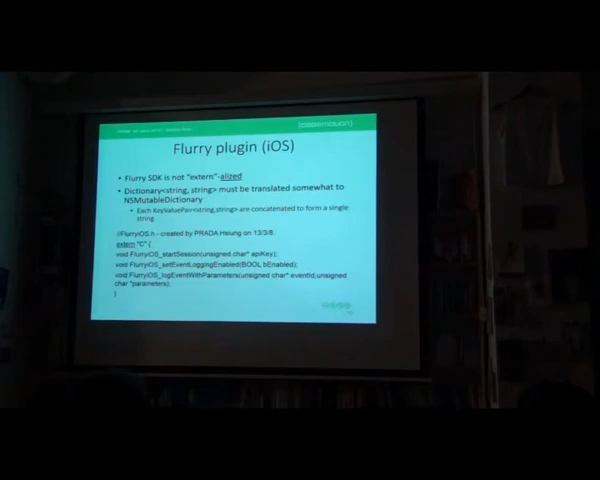 Flurry plugin (iOS)
• Flurry SDK is not "extern"-alized
• Dictionary<string, string> must be translated somewhat to
NSMutableDictionary
• Each KeyValuePair<string,string> are concatenated to form a single
string
//FlurryiOS.h - created by PRADA Hsiung on 13/3/8.
extern "C" {
void FlurryiOS_startSession(unsigned char* apiKey);
void FlurryiOS_setEventLoggingEnabled(BOOL bEnabled);
void FlurryiOS_logEventWithParameters(unsigned char* eventId,unsigned
char *parameters);
}